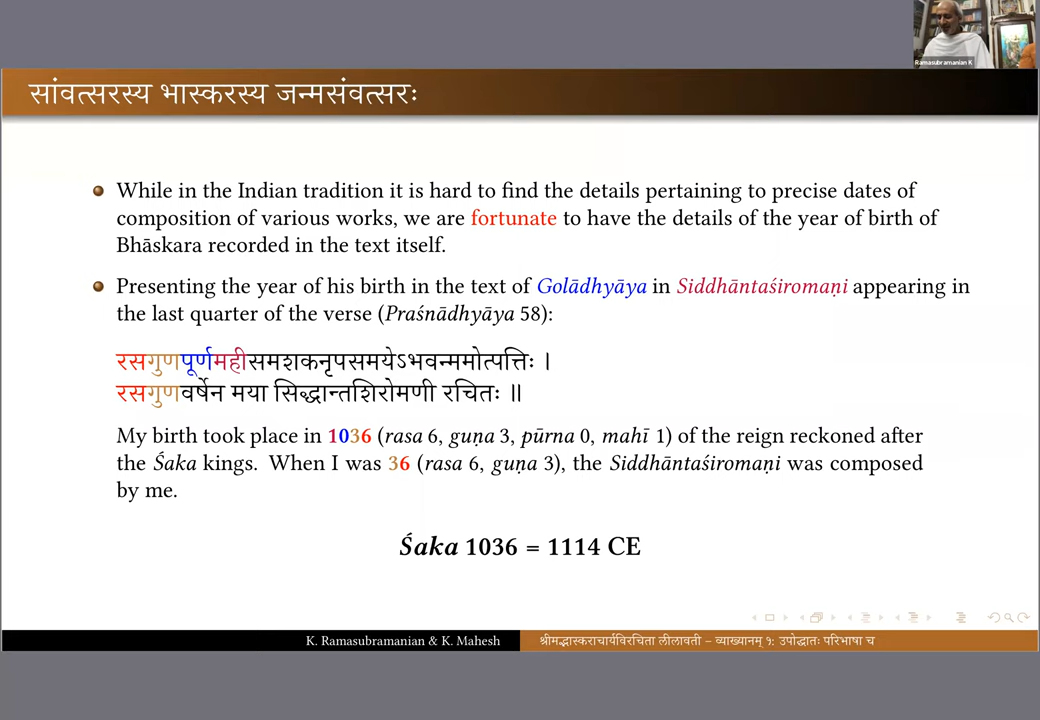 Ramasubramanian K
सांवत्सरस्य भास्करस्य जन्मसंवत्सरः
While in the Indian tradition it is hard to find the details pertaining to precise dates of
composition of various works, we are fortunate to have the details of the year of birth of
Bhāskara recorded in the text itself.
Presenting the year of his birth in the text of Golādhyāya in Siddhāntaśiromaṇi appearing in
the last quarter of the verse (Praśnādhyāya 58):
रसगुणपूर्णमहीसमशकनृपसमयेऽभवन्ममोत्पत्तिः ।
रसगुणवर्षेन मया सिद्धान्तशिरोमणी रचितः ॥
My birth took place in 1036 (rasa 6, guṇa 3, pūrna 0, mahī 1) of the reign reckoned after
the Śaka kings. When I was 36 (rasa 6, guṇa 3), the Siddhāntaśiromaṇi was composed
by me.
Śaka 1036 = 1114 CE
K. Ramasubramanian & K. Mahesh
श्रीमद्भास्कराचार्यविरचिता लीलावती – व्याख्यानम् १: उपोद्घातः परिभाषा च